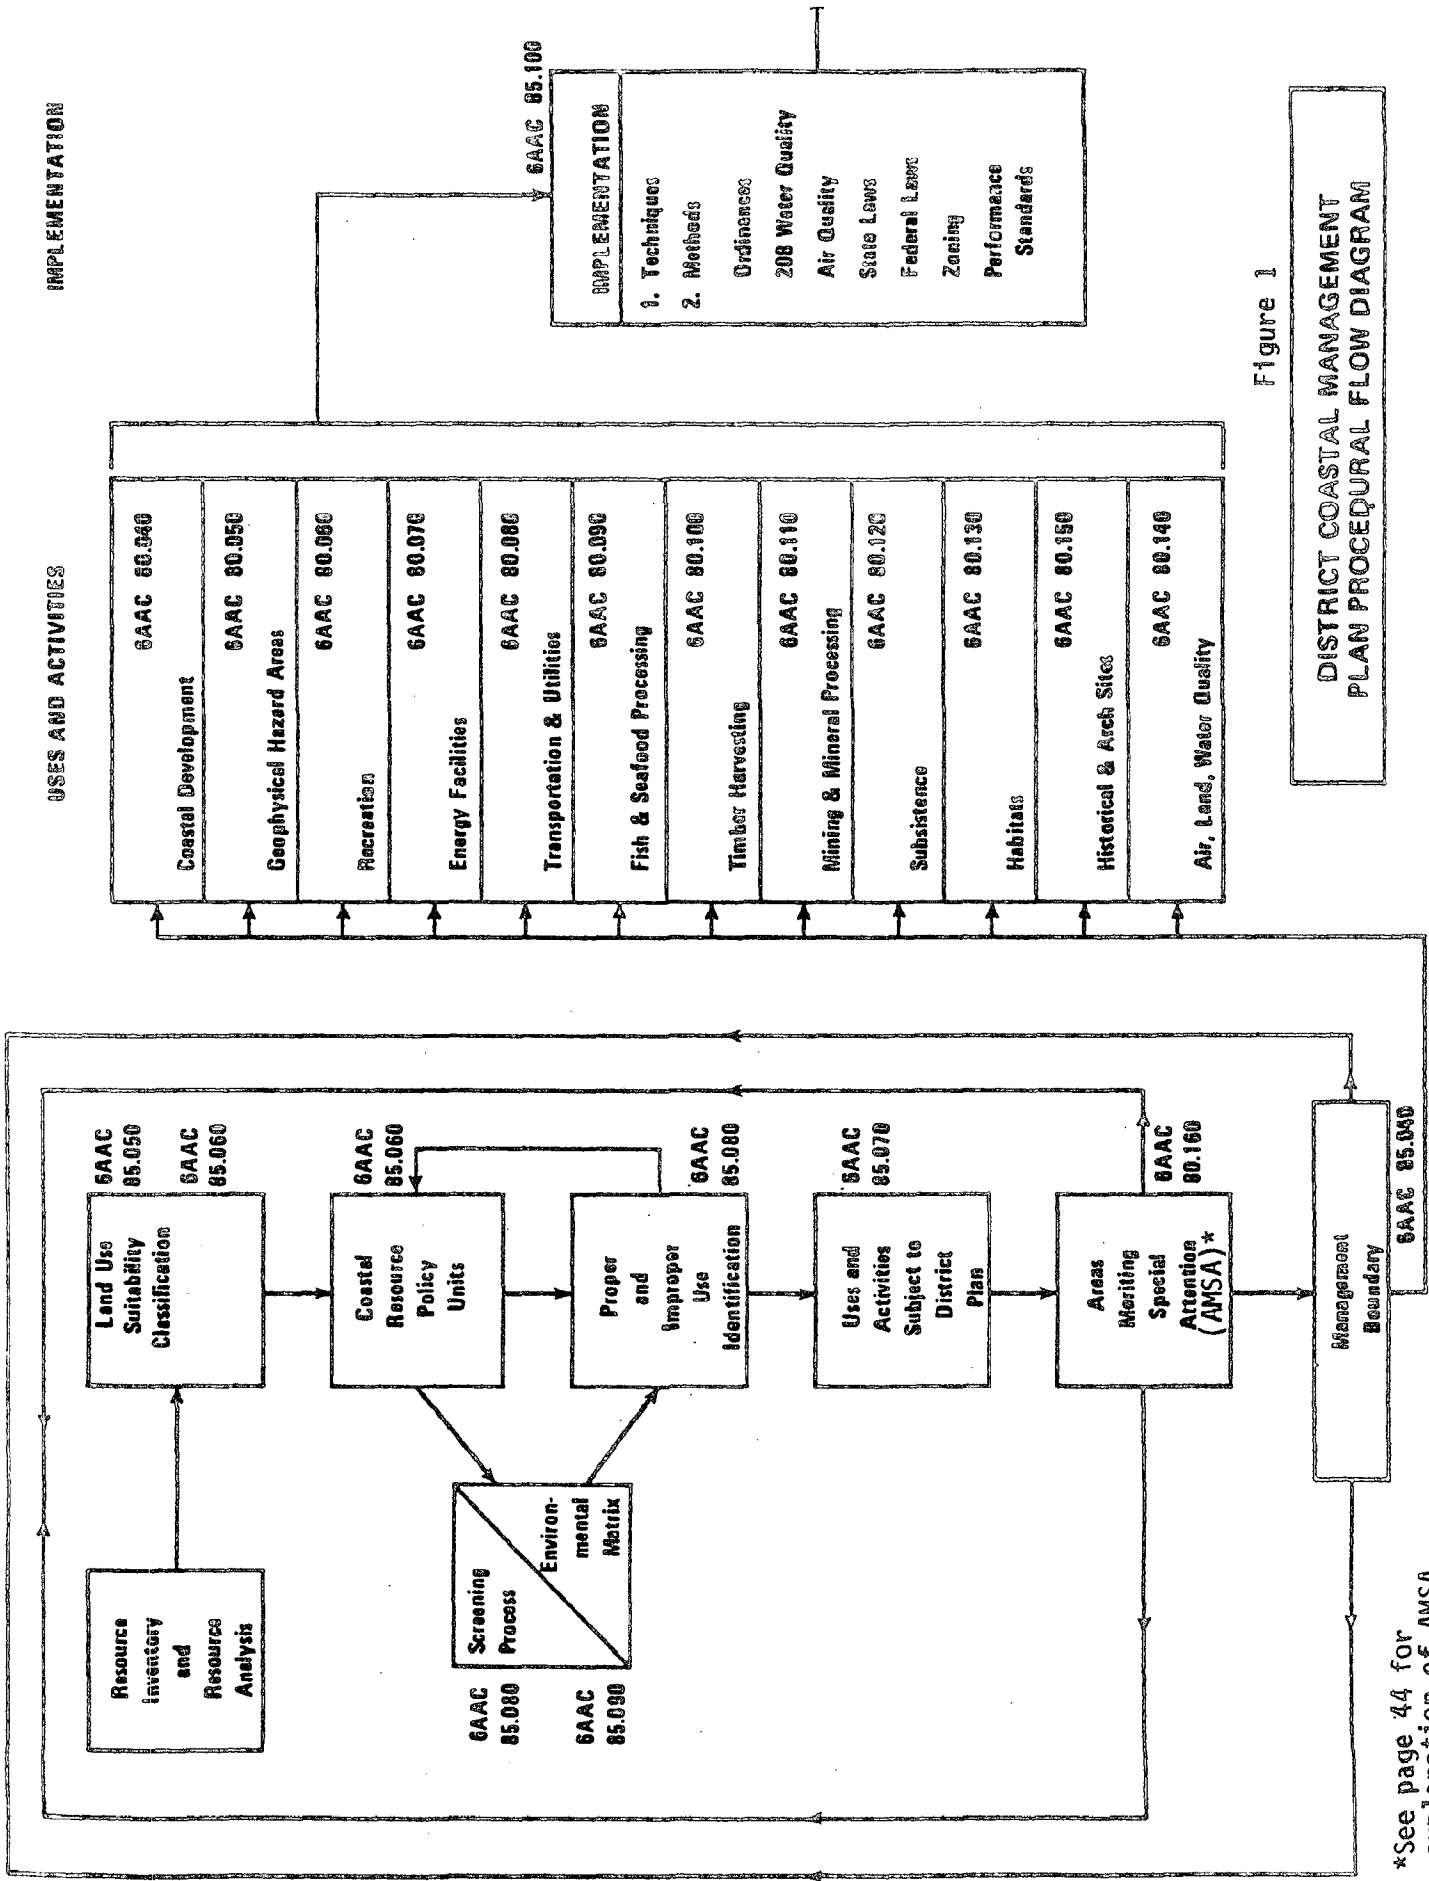 USES AND ACTIVITIES
IMPLEMENTATION
Resource
Inventory
and
Resource
Analysis
Land Use
Suitability
Classification
6AAC
85.050
6AAC
85.060
Coastal
Resource
Policy
Units
6AAC
85.060
6AAC
85.080
6AAC
85.090
Screening
Process
Environ-
mental
Matrix
Proper
and
Improper
Use
Identification
6AAC
85.080
Uses and
Activities
Subject to
District
Plan
6AAC
85.070
Areas
Meriting
Special
Attention
(AMSA)*
6AAC
80.160
Management
Boundary
6AAC 85.040
6AAC 80.040
Coastal Development
6AAC 80.050
Geophysical Hazard Areas
6AAC 80.060
Recreation
6AAC 80.070
Energy Facilities
6AAC 80.080
Transportation & Utilities
6AAC 80.090
Fish & Seafood Processing
6AAC 80.100
Timber Harvesting
6AAC 80.110
Mining & Mineral Processing
6AAC 80.120
Subsistence
6AAC 80.130
Habitats
6AAC 80.150
Historical & Arch Sites
6AAC 80.140
Air, Land, Water Quality
6AAC 85.100
IMPLEMENTATION
1. Techniques
2. Methods
Ordinances
208 Water Quality
Air Quality
State Laws
Federal Laws
Zoning
Performance
Standards
Figure 1
DISTRICT COASTAL MANAGEMENT
PLAN PROCEDURAL FLOW DIAGRAM
*See page 44 for
explanation of AMSA